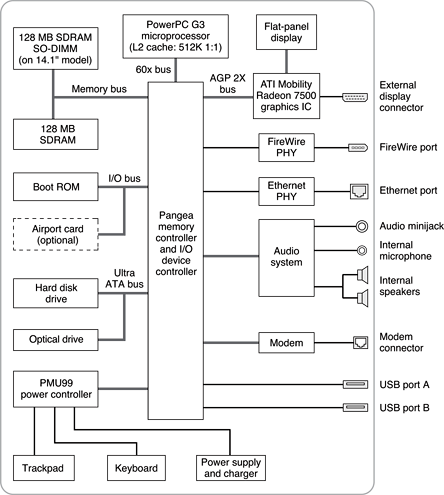 128 MB SDRAM
SO-DIMM
(on 14.1" model)
PowerPC G3
microprocessor
(L2 cache: 512K 1:1)
Flat-panel
display
60x bus
AGP 2X
bus
Memory bus
ATI Mobility
Radeon 7500
graphics IC
External
display
connector
128 MB
SDRAM
FireWire
PHY
FireWire port
I/O bus
Boot ROM
Ethernet
PHY
Ethernet port
Airport card
(optional)
Pangea
memory
controller
and I/O
device
controller
Audio
system
Audio minijack
Internal
microphone
Internal
speakers
Ultra
ATA bus
Hard disk
drive
Optical drive
Modem
Modem
connector
PMU99
power controller
USB port A
USB port B
Trackpad
Keyboard
Power supply
and charger